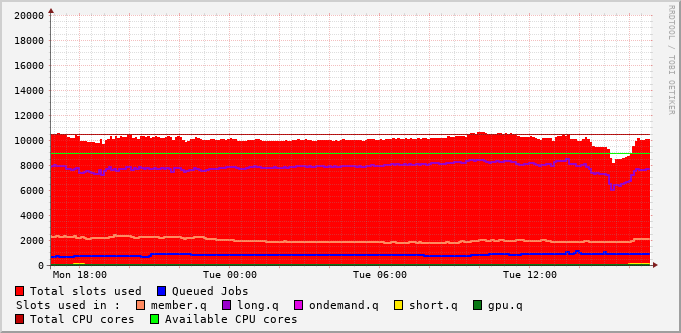 20000
18000
16000
14000
12000
10000
8000
6000
4000
2000
0
Mon 18:00 Tue 00:00 Tue 06:00 Tue 12:00
RRDTOOL / TOBI OETIKER
Total slots used Queued Jobs
Slots used in : member.q long.q ondemand.q short.q gpu.q
Total CPU cores Available CPU cores